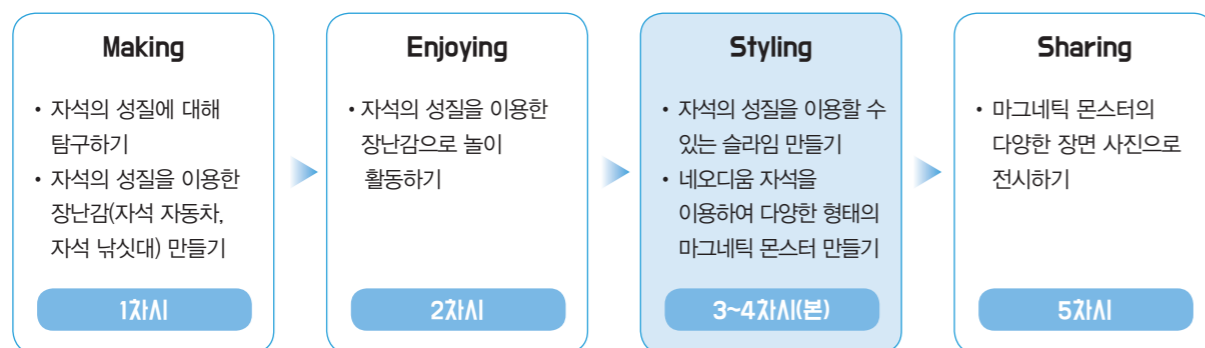 Making
• 자석의 성질에 대해
탐구하기
• 자석의 성질을 이용한
장난감(자석 자동차,
자석 낚싯대) 만들기
1차시
Enjoying
• 자석의 성질을 이용한
장난감으로 놀이
활동하기
2차시
Styling
• 자석의 성질을 이용할 수
있는 슬라임 만들기
• 네오디움 자석을
이용하여 다양한 형태의
마그네틱 몬스터 만들기
3~4차시(본)
Sharing
• 마그네틱 몬스터의
다양한 장면 사진으로
전시하기
5차시